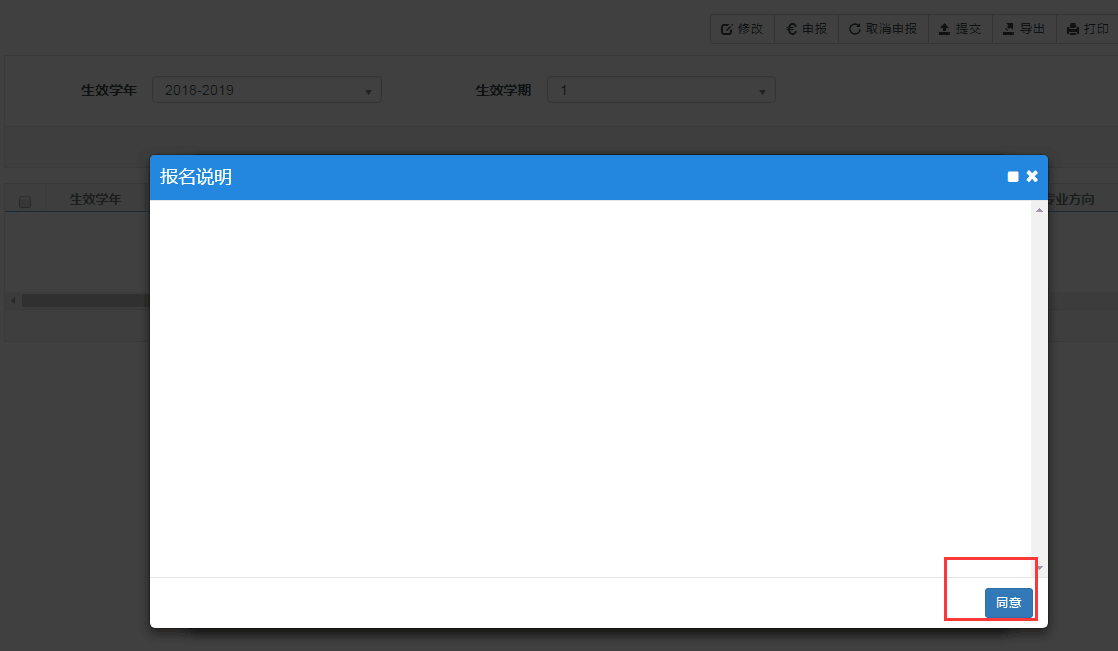 修改 申报 取消申报 提交 导出 打印
生效学年 2018-2019 生效学期 1
报名说明
生效学年 专业方向
同意